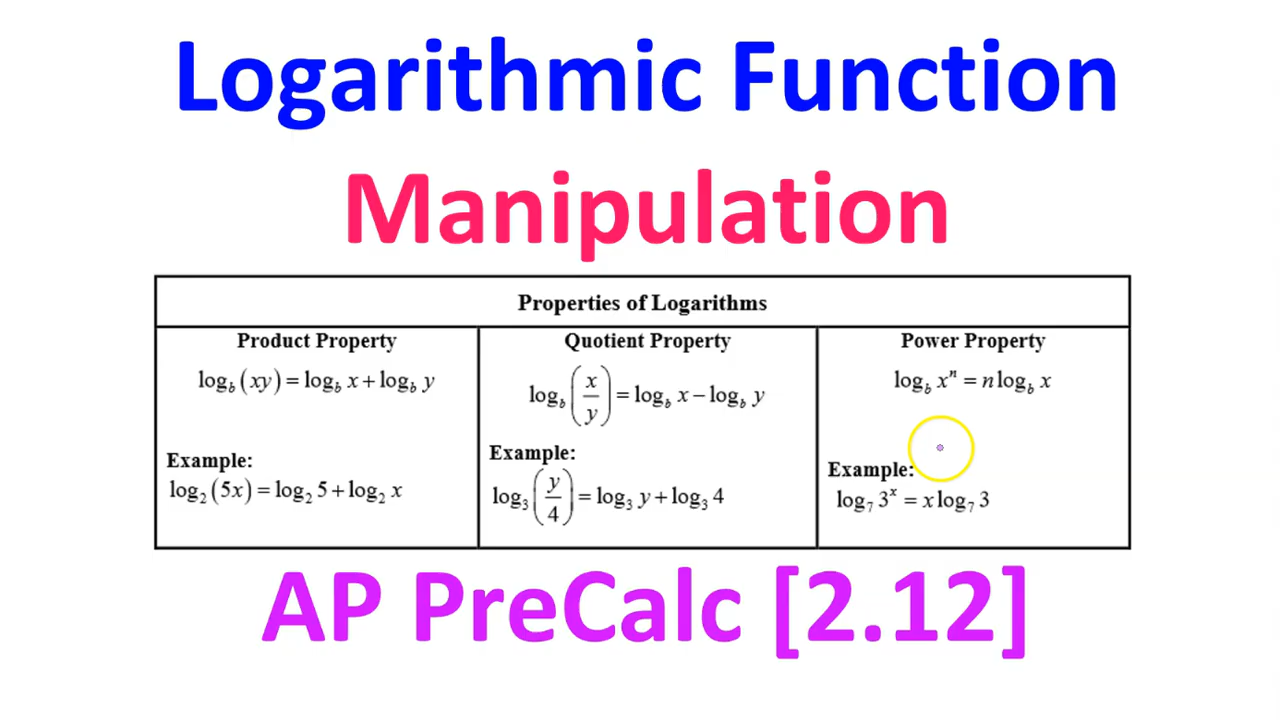 Logarithmic Function
Manipulation
Properties of Logarithms
Product Property
log_b (xy) = log_b x + log_b y
Example:
log_2 (5x) = log_2 5 + log_2 x
Quotient Property
log_b (x/y) = log_b x − log_b y
Example:
log_3 (y/4) = log_3 y + log_3 4
Power Property
log_b x^n = n log_b x
Example:
log_7 3^x = x log_7 3
AP PreCalc [2.12]